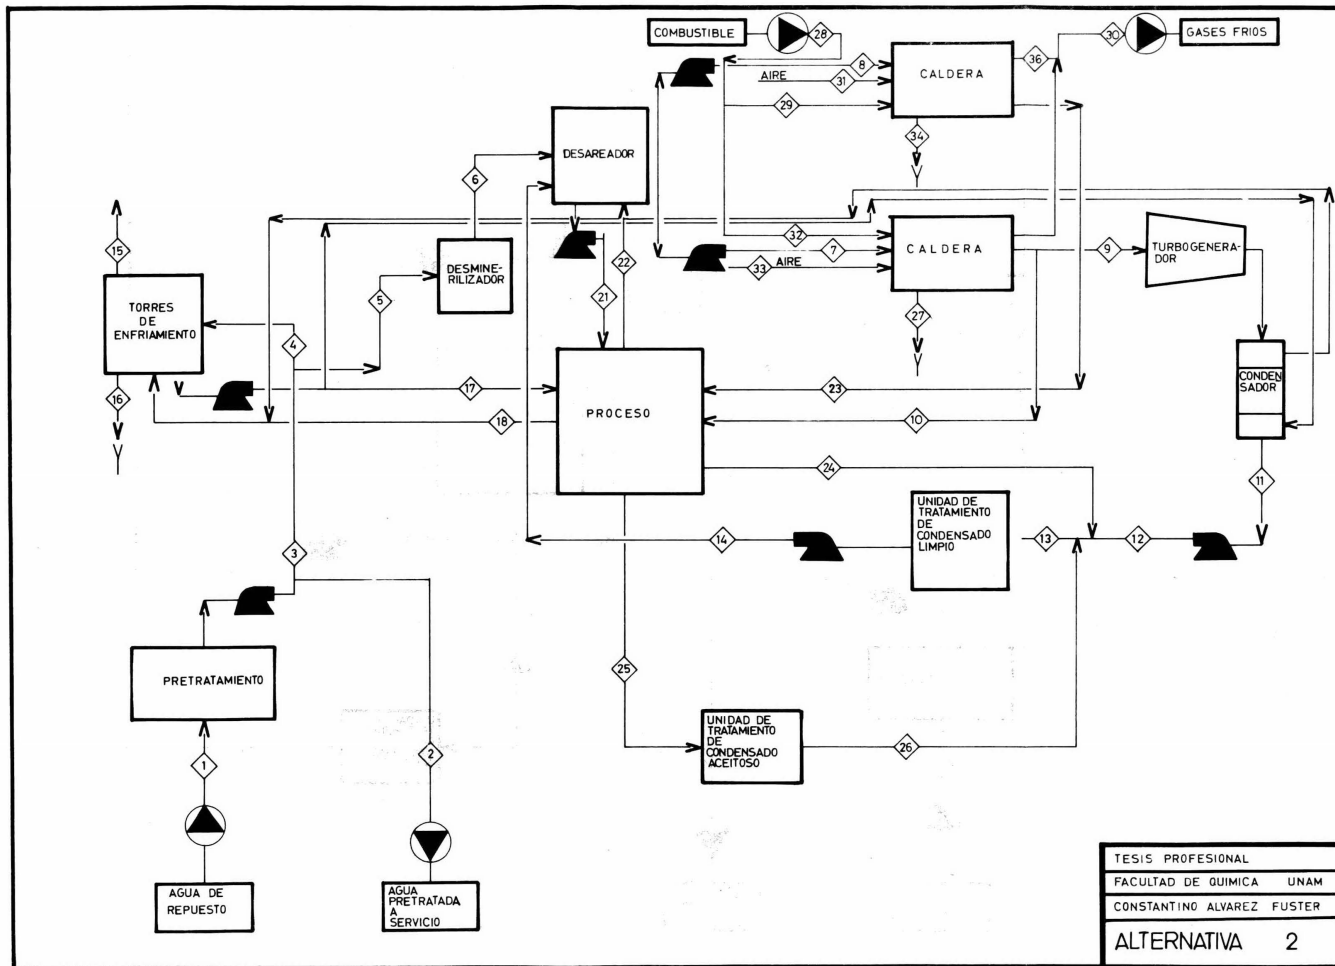 COMBUSTIBLE
28
30
GASES FRIOS
8
CALDERA
36
AIRE
31
29
34
DESAREADOR
6
15
32
7
CALDERA
9
TURBOGENERA-
DOR
33
AIRE
DESMINE-
RILIZADOR
22
21
5
TORRES
DE
ENFRIAMIENTO
4
27
CONDEN-
SADOR
16
17
23
PROCESO
18
10
24
11
UNIDAD DE
TRATAMIENTO
DE
CONDENSADO
LIMPIO
14
13
12
3
25
PRETRATAMIENTO
UNIDAD DE
TRATAMIENTO
DE
CONDENSADO
ACEITOSO
26
1
2
AGUA DE
REPUESTO
AGUA
PRETRATADA
A
SERVICIO
TESIS PROFESIONAL
FACULTAD DE QUIMICA UNAM
CONSTANTINO ALVAREZ FUSTER
ALTERNATIVA 2